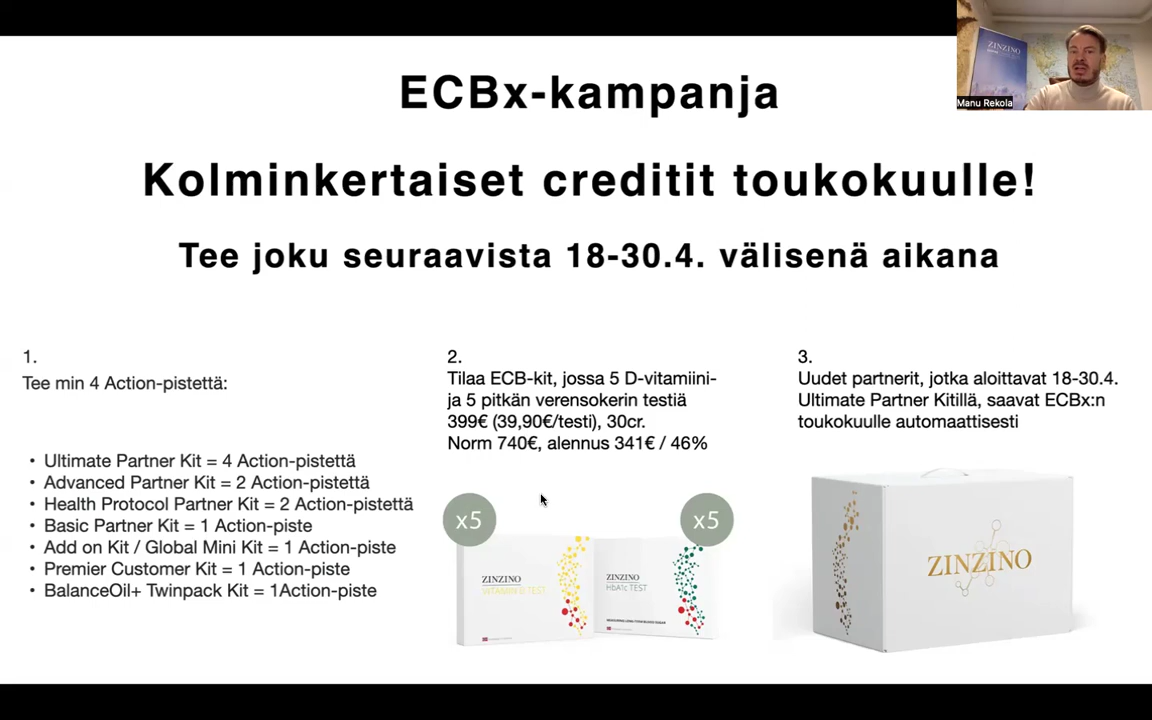 ECBx-kampanja
Kolminkertaiset creditit toukokuulle!
Tee joku seuraavista 18-30.4. välisenä aikana
ZINZINO
Manu Rekola
1.
Tee min 4 Action-pistettä:
• Ultimate Partner Kit = 4 Action-pistettä
• Advanced Partner Kit = 2 Action-pistettä
• Health Protocol Partner Kit = 2 Action-pistettä
• Basic Partner Kit = 1 Action-piste
• Add on Kit / Global Mini Kit = 1 Action-piste
• Premier Customer Kit = 1 Action-piste
• BalanceOil+ Twinpack Kit = 1Action-piste
2.
Tilaa ECB-kit, jossa 5 D-vitamiini-
ja 5 pitkän verensokerin testiä
399€ (39,90€/testi), 30cr.
Norm 740€, alennus 341€ / 46%
x5
x5
ZINZINO
VITAMIN D TEST
ZINZINO
HbA1c TEST
3.
Uudet partnerit, jotka aloittavat 18-30.4.
Ultimate Partner Kitillä, saavat ECBx:n
toukokuulle automaattisesti
ZINZINO